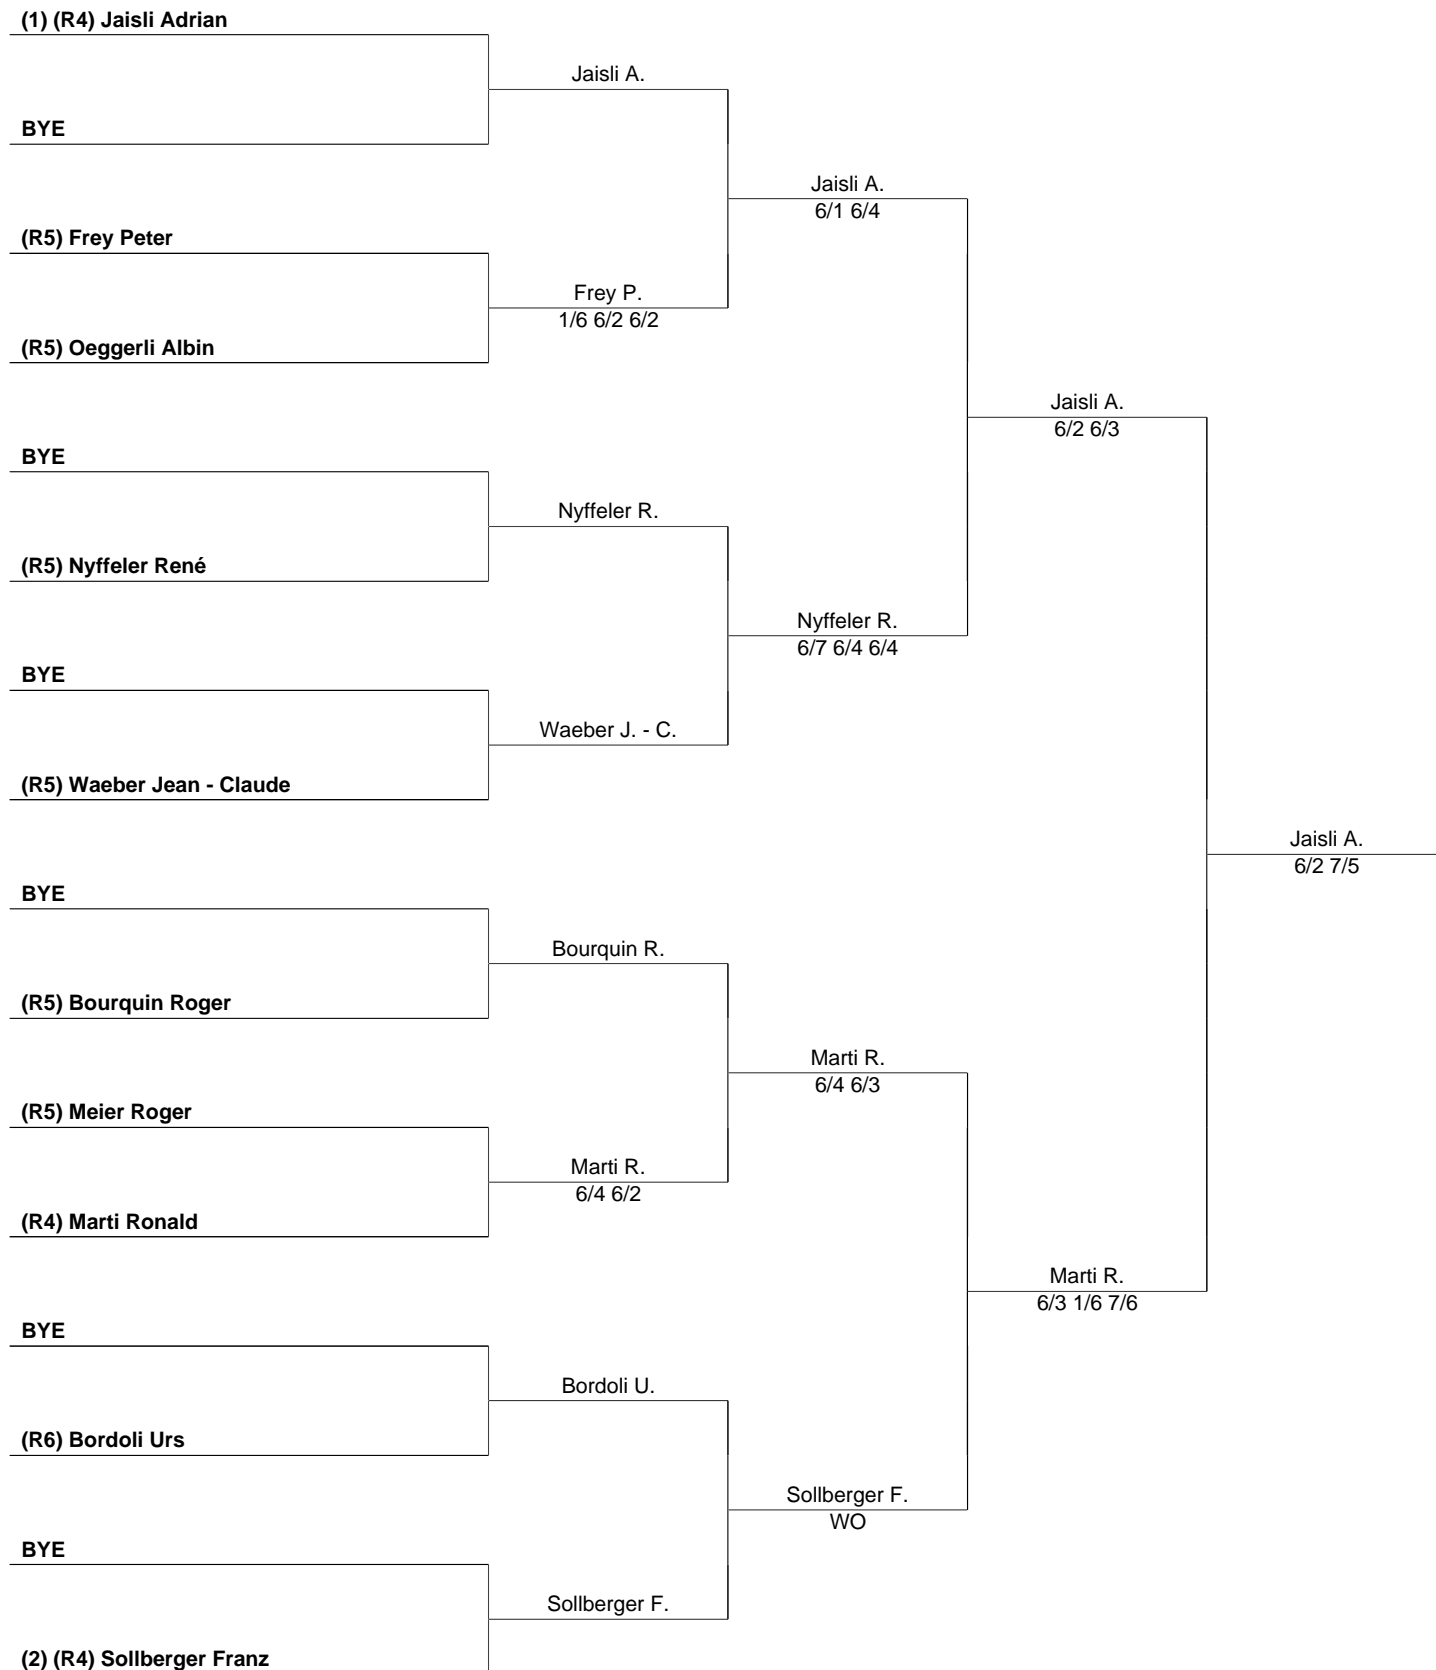 (1) (R4) Jaisli Adrian
Jaisli A.
BYE
Jaisli A.
6/1 6/4
(R5) Frey Peter
Frey P.
1/6 6/2 6/2
(R5) Oeggerli Albin
Jaisli A.
6/2 6/3
BYE
Nyffeler R.
(R5) Nyffeler René
Nyffeler R.
6/7 6/4 6/4
BYE
Waeber J. - C.
(R5) Waeber Jean - Claude
Jaisli A.
6/2 7/5
BYE
Bourquin R.
(R5) Bourquin Roger
Marti R.
6/4 6/3
(R5) Meier Roger
Marti R.
6/4 6/2
(R4) Marti Ronald
Marti R.
6/3 1/6 7/6
BYE
Bordoli U.
(R6) Bordoli Urs
Sollberger F.
WO
BYE
Sollberger F.
(2) (R4) Sollberger Franz